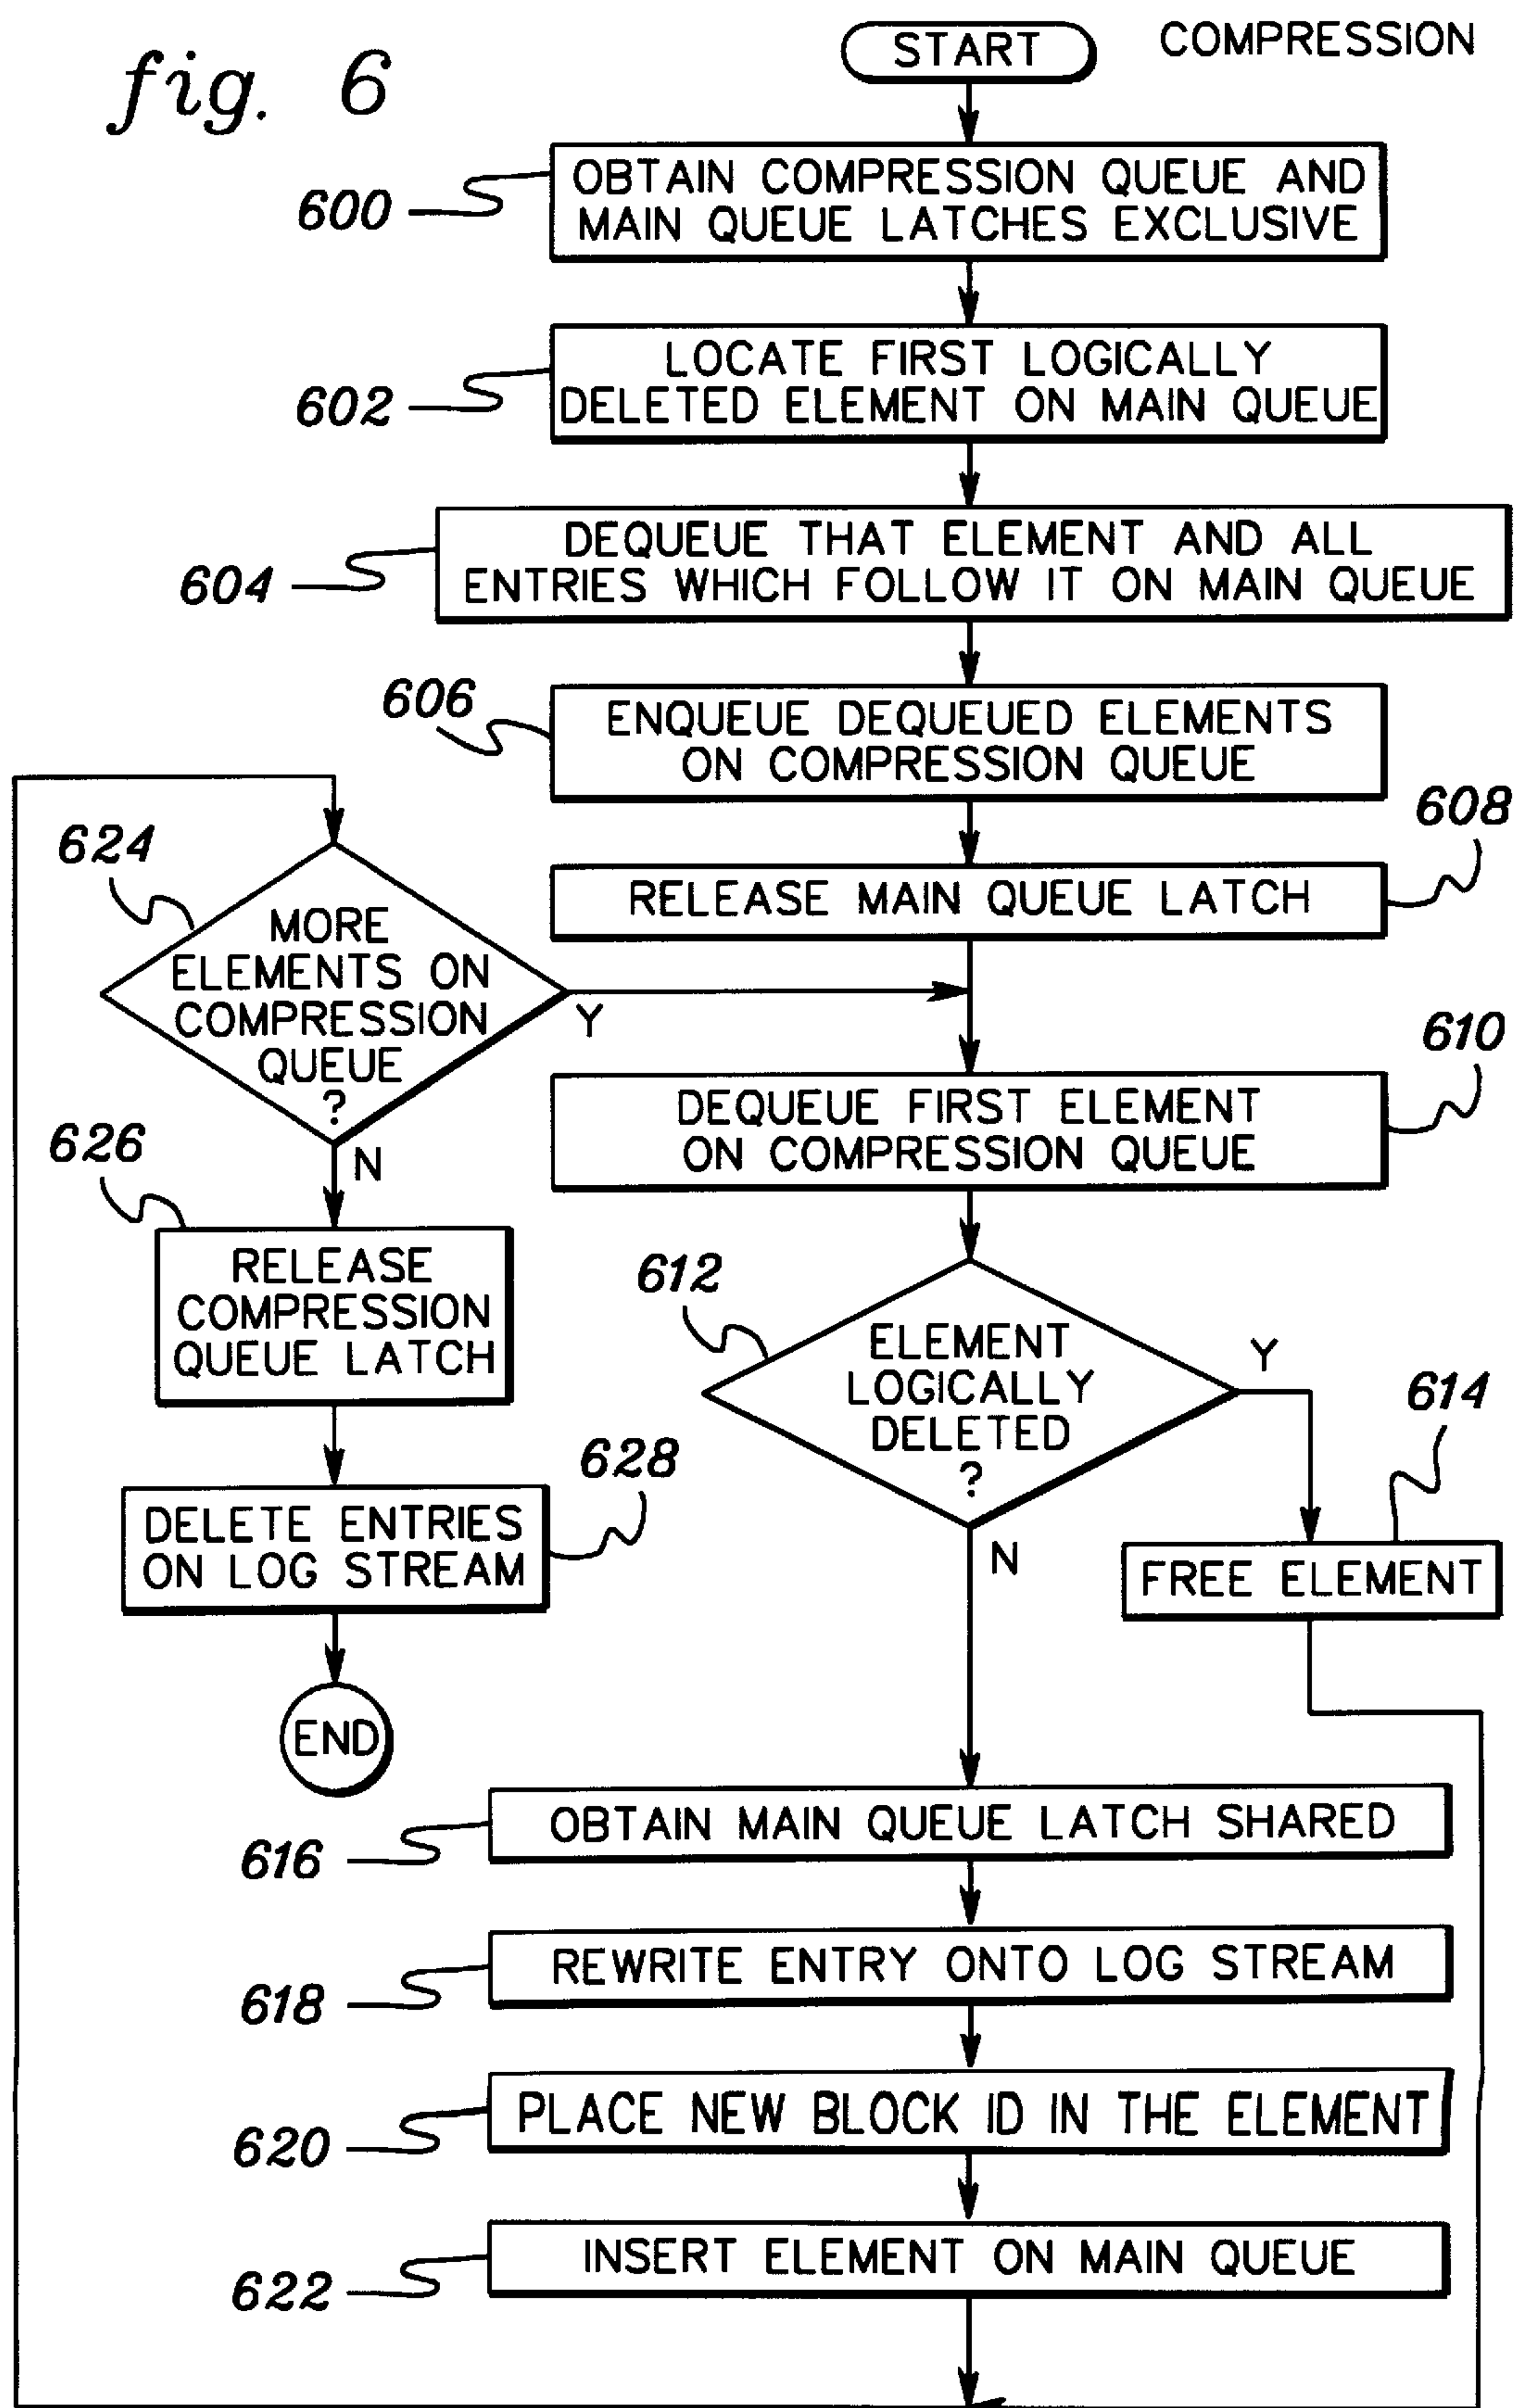 fig. 6
START
COMPRESSION
600
OBTAIN COMPRESSION QUEUE AND
MAIN QUEUE LATCHES EXCLUSIVE
602
LOCATE FIRST LOGICALLY
DELETED ELEMENT ON MAIN QUEUE
604
DEQUEUE THAT ELEMENT AND ALL
ENTRIES WHICH FOLLOW IT ON MAIN QUEUE
606
ENQUEUE DEQUEUED ELEMENTS
ON COMPRESSION QUEUE
608
RELEASE MAIN QUEUE LATCH
624
MORE
ELEMENTS ON
COMPRESSION
QUEUE
?
Y
N
610
DEQUEUE FIRST ELEMENT
ON COMPRESSION QUEUE
626
RELEASE
COMPRESSION
QUEUE LATCH
612
ELEMENT
LOGICALLY
DELETED
?
Y
N
614
FREE ELEMENT
628
DELETE ENTRIES
ON LOG STREAM
END
616
OBTAIN MAIN QUEUE LATCH SHARED
618
REWRITE ENTRY ONTO LOG STREAM
620
PLACE NEW BLOCK ID IN THE ELEMENT
622
INSERT ELEMENT ON MAIN QUEUE